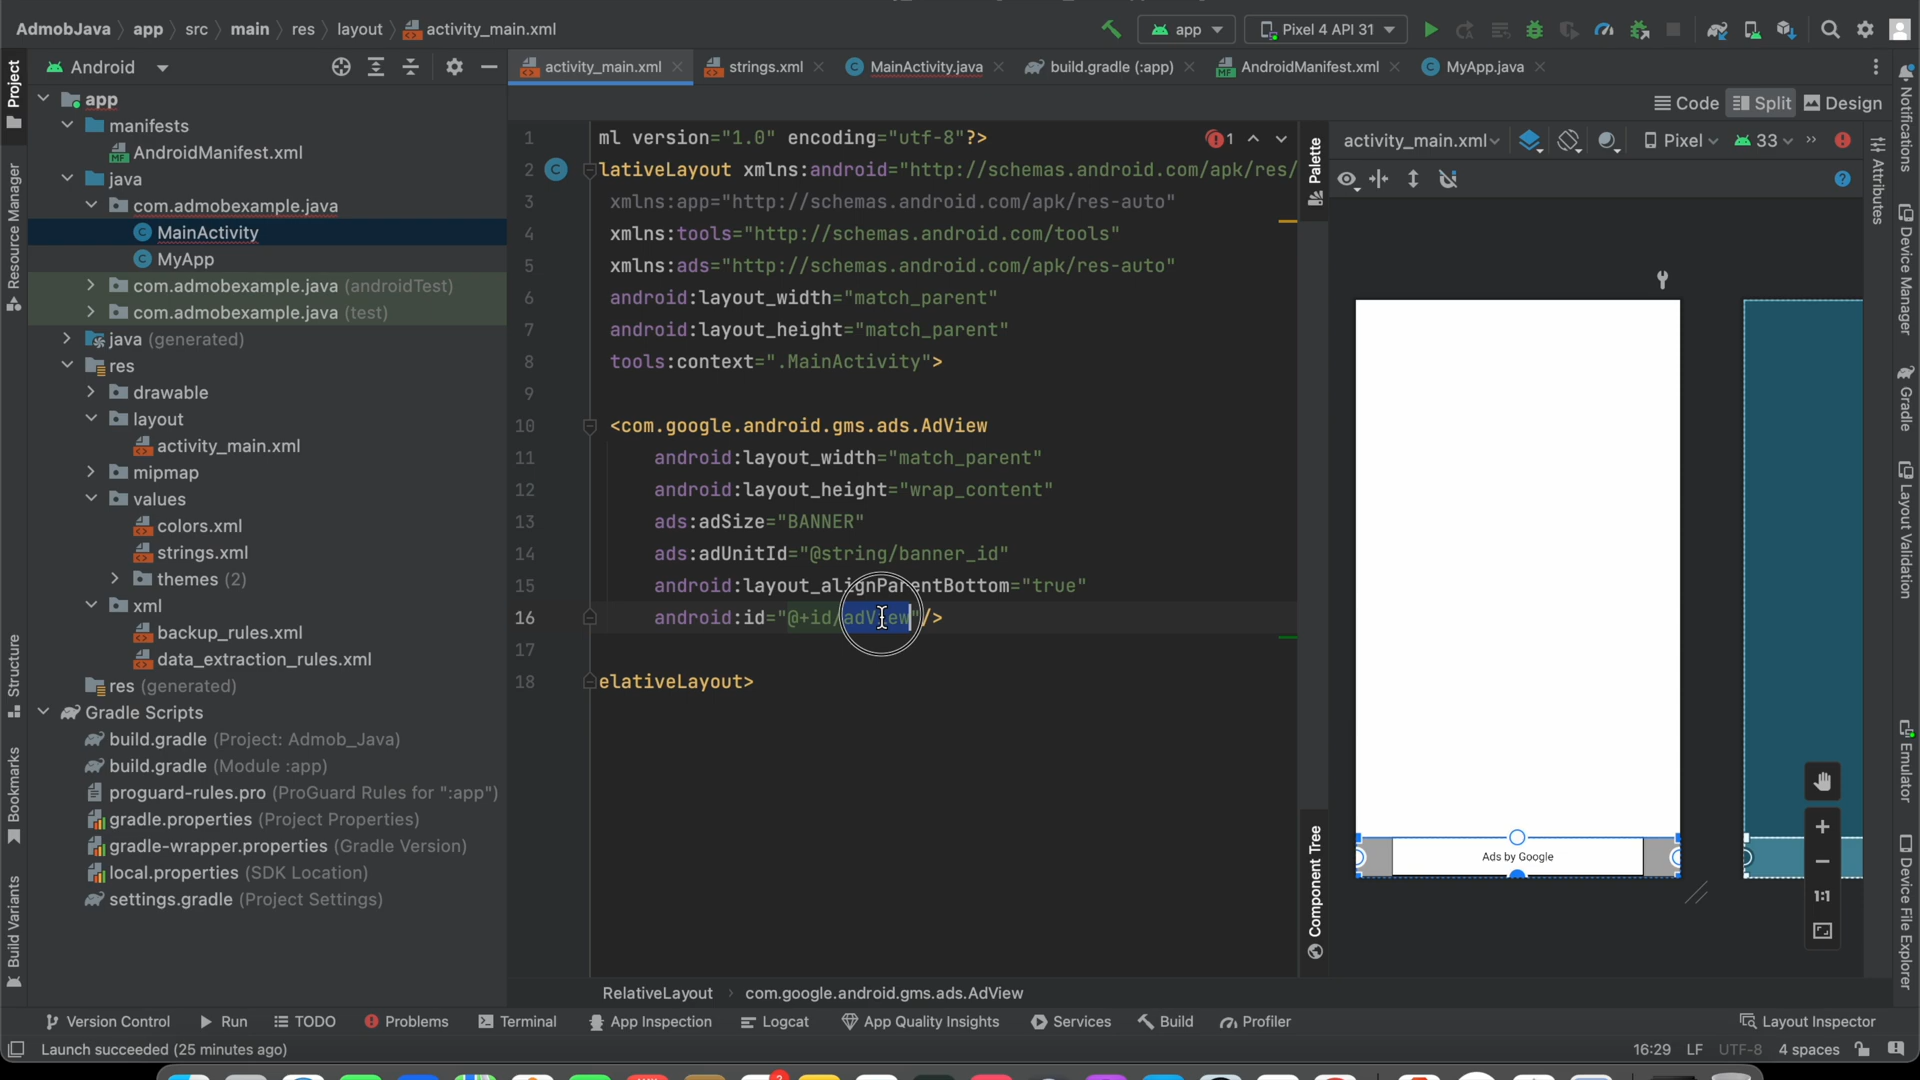 AdmobJava app src main res layout activity_main.xml app Pixel 4 API 31
Android activity_main.xml strings.xml MainActivity.java build.gradle (:app) AndroidManifest.xml MyApp.java
Code Split Design
Project
Resource Manager
Structure
Bookmarks
Build Variants
app
manifests
AndroidManifest.xml
java
com.admobexample.java
MainActivity
MyApp
com.admobexample.java (androidTest)
com.admobexample.java (test)
java (generated)
res
drawable
layout
activity_main.xml
mipmap
values
colors.xml
strings.xml
themes (2)
xml
backup_rules.xml
data_extraction_rules.xml
res (generated)
Gradle Scripts
build.gradle (Project: Admob_Java)
build.gradle (Module :app)
proguard-rules.pro (ProGuard Rules for ":app")
gradle.properties (Project Properties)
gradle-wrapper.properties (Gradle Version)
local.properties (SDK Location)
settings.gradle (Project Settings)
1 ml version="1.0" encoding="utf-8"?> 1
2 C lativeLayout xmlns:android="http://schemas.android.com/apk/res/
3 xmlns:app="http://schemas.android.com/apk/res-auto"
4 xmlns:tools="http://schemas.android.com/tools"
5 xmlns:ads="http://schemas.android.com/apk/res-auto"
6 android:layout_width="match_parent"
7 android:layout_height="match_parent"
8 tools:context=".MainActivity">
9
10 <com.google.android.gms.ads.AdView
11 android:layout_width="match_parent"
12 android:layout_height="wrap_content"
13 ads:adSize="BANNER"
14 ads:adUnitId="@string/banner_id"
15 android:layout_alignParentBottom="true"
16 android:id="@+id/adView"/>
17
18 elativeLayout>
Palette
Component Tree
activity_main.xml Pixel 33
Ads by Google
1:1
Attributes
Notifications
Device Manager
Gradle
Layout Validation
Emulator
Device File Explorer
RelativeLayout com.google.android.gms.ads.AdView
Version Control Run TODO Problems Terminal App Inspection Logcat App Quality Insights Services Build Profiler Layout Inspector
Launch succeeded (25 minutes ago) 16:29 LF UTF-8 4 spaces
2